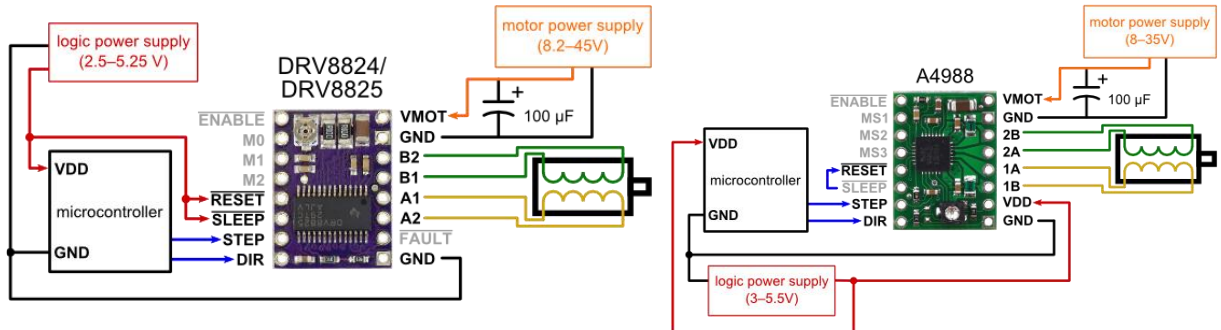 logic power supply
(2.5–5.25 V)
motor power supply
(8.2–45V)
DRV8824/
DRV8825
+
100 µF
ENABLE
M0
M1
M2
RESET
SLEEP
STEP
DIR
VMOT
GND
B2
B1
A1
A2
FAULT
GND
VDD
microcontroller
GND
motor power supply
(8–35V)
A4988
+
100 µF
ENABLE
MS1
MS2
MS3
RESET
SLEEP
STEP
DIR
VMOT
GND
2B
2A
1A
1B
VDD
GND
VDD
microcontroller
GND
logic power supply
(3–5.5V)